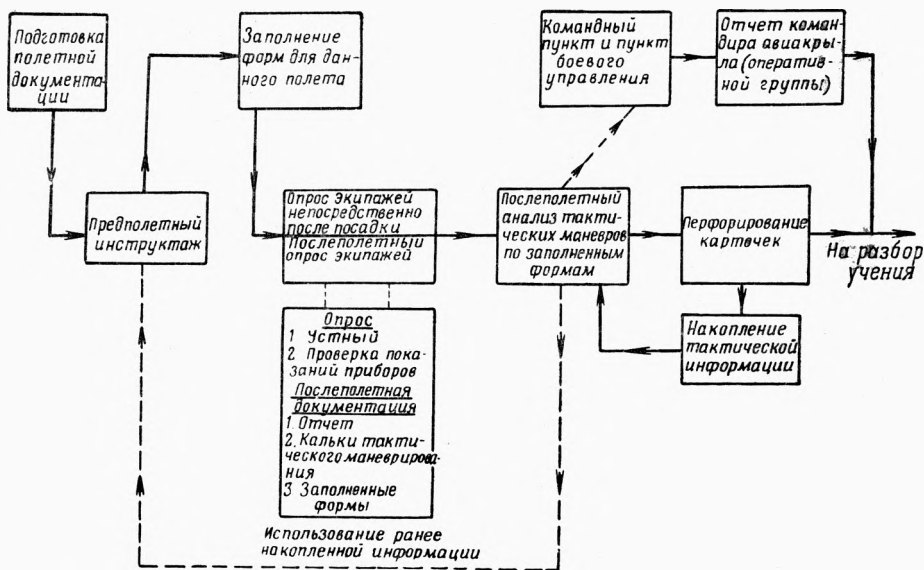 Подготовка
полетной
документа-
ции
Заполнение
форм для дан-
ного полета
Командный
пункт и пункт
боевого
управления
Отчет коман-
дира авиакры-
ла(оператив-
ной группы)
Предполетный
инструктаж
Опрос экипажей
непосредственно
после посадки
Послеполетный
опрос экипажей
Послеполетный
анализ такти-
ческих маневров
по заполненным
формам
Перфорирование
карточек
На разбор
учения
Накопление
тактической
информации
Опрос
1 Устный
2 Проверка пока-
заний приборов
Послеполетная
документация
1. Отчет
2. Кальки такти-
ческого маневрирова-
ния
3 Заполненные
формы
Использование ранее
накопленной информации